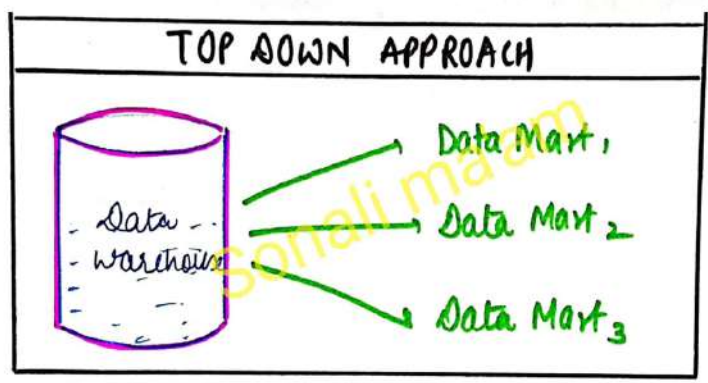 TOP DOWN APPROACH
Data Mart 1
Data
warehouse
Data Mart 2
Data Mart 3
Sonali maam